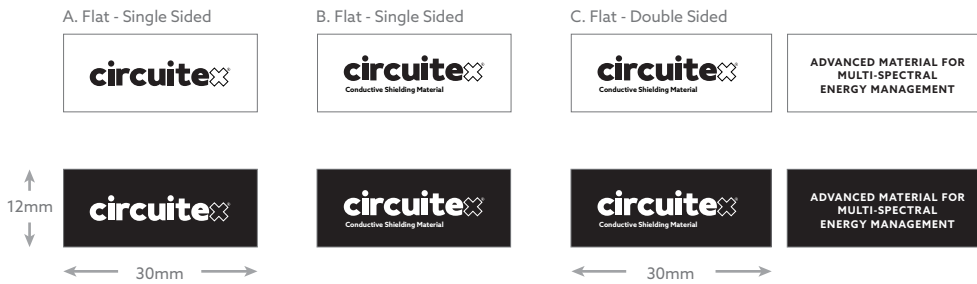 A. Flat - Single Sided
B. Flat - Single Sided
C. Flat - Double Sided
circuitex®
circuitex®
Conductive Shielding Material
circuitex®
Conductive Shielding Material
ADVANCED MATERIAL FOR
MULTI-SPECTRAL
ENERGY MANAGEMENT
12mm
circuitex®
circuitex®
Conductive Shielding Material
circuitex®
Conductive Shielding Material
ADVANCED MATERIAL FOR
MULTI-SPECTRAL
ENERGY MANAGEMENT
30mm
30mm